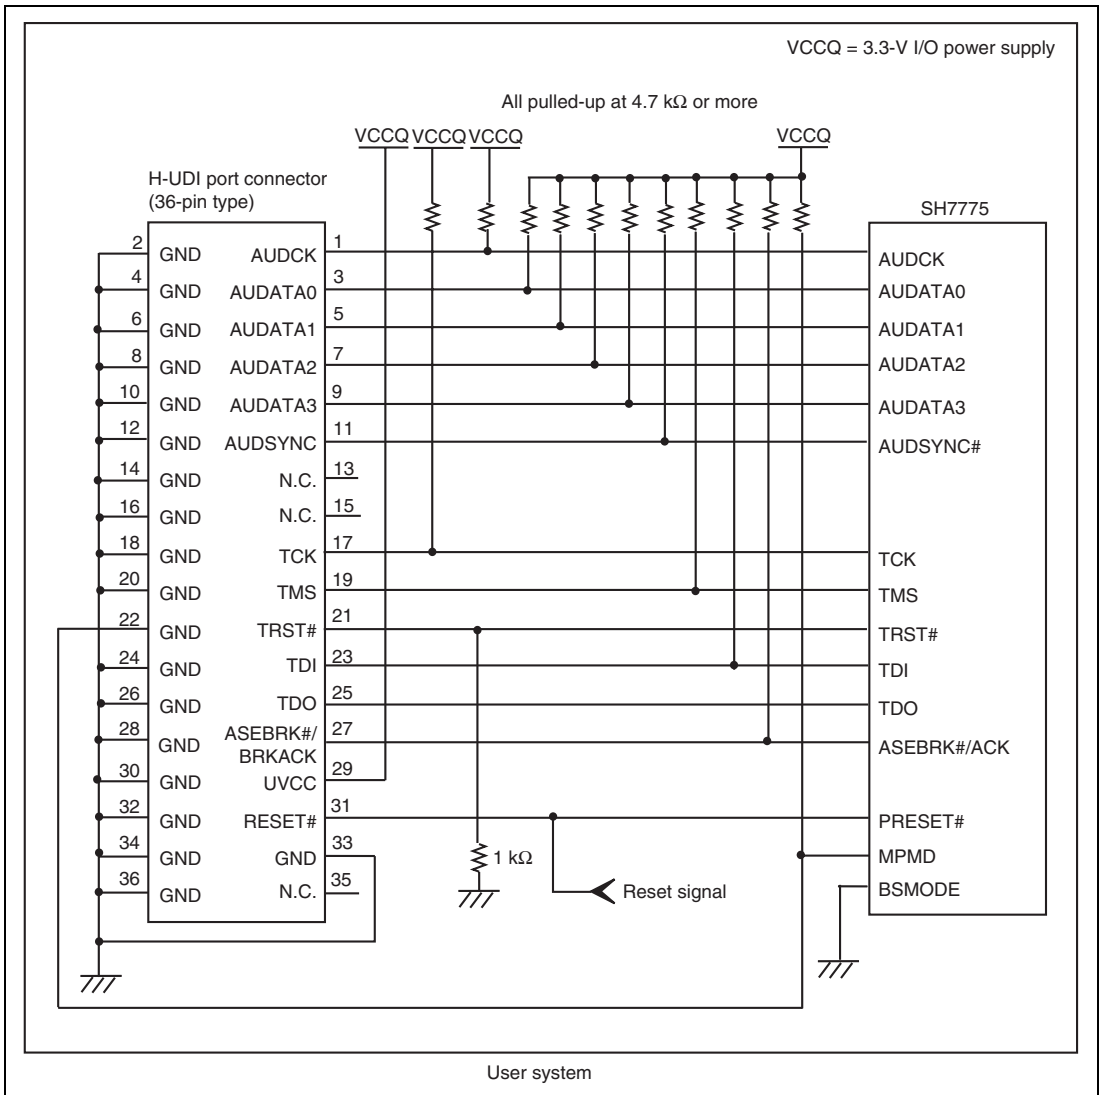 VCCQ = 3.3-V I/O power supply
All pulled-up at 4.7 kΩ or more
VCCQ VCCQ VCCQ VCCQ
H-UDI port connector
(36-pin type)
SH7775
2 GND AUDCK 1 AUDCK
4 GND AUDATA0 3 AUDATA0
6 GND AUDATA1 5 AUDATA1
8 GND AUDATA2 7 AUDATA2
10 GND AUDATA3 9 AUDATA3
12 GND AUDSYNC 11 AUDSYNC#
14 GND N.C. 13
16 GND N.C. 15
18 GND TCK 17 TCK
20 GND TMS 19 TMS
22 GND TRST# 21 TRST#
24 GND TDI 23 TDI
26 GND TDO 25 TDO
28 GND ASEBRK#/ 27 ASEBRK#/ACK
BRKACK
30 GND UVCC 29
32 GND RESET# 31 PRESET#
34 GND GND 33 1 kΩ MPMD
36 GND N.C. 35 Reset signal BSMODE
User system